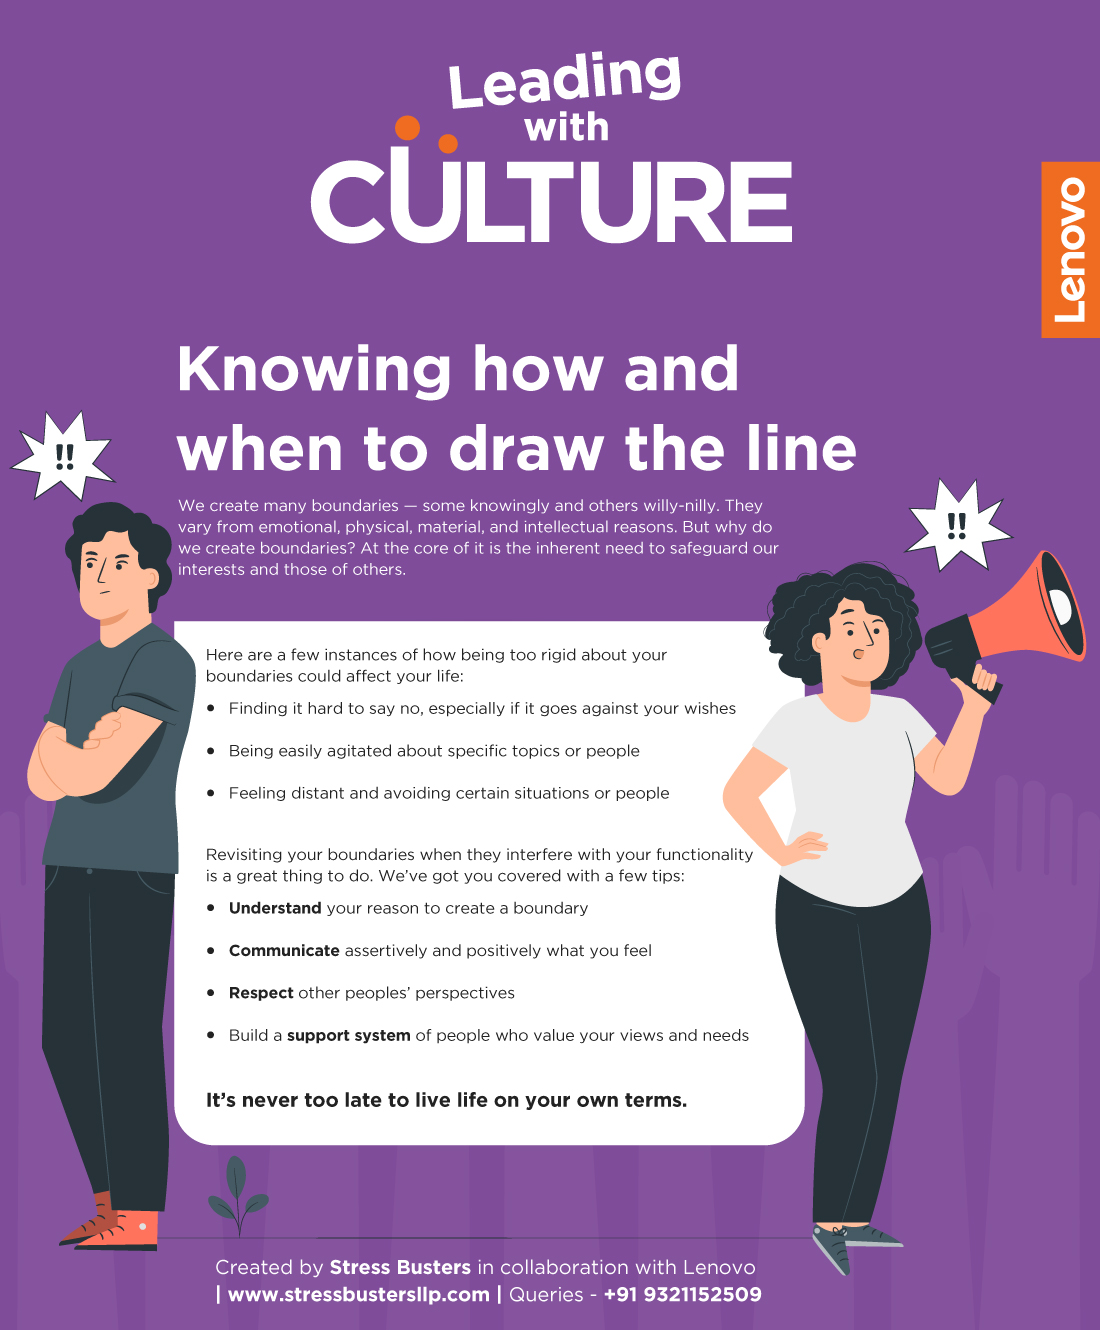 Leading
with
CÜLTURE
Lenovo
Knowing how and
when to draw the line
!!
We create many boundaries — some knowingly and others willy-nilly. They
vary from emotional, physical, material, and intellectual reasons. But why do
we create boundaries? At the core of it is the inherent need to safeguard our
interests and those of others.
!!
Here are a few instances of how being too rigid about your
boundaries could affect your life:
• Finding it hard to say no, especially if it goes against your wishes
• Being easily agitated about specific topics or people
• Feeling distant and avoiding certain situations or people
Revisiting your boundaries when they interfere with your functionality
is a great thing to do. We’ve got you covered with a few tips:
• Understand your reason to create a boundary
• Communicate assertively and positively what you feel
• Respect other peoples’ perspectives
• Build a support system of people who value your views and needs
It’s never too late to live life on your own terms.
Created by Stress Busters in collaboration with Lenovo
| www.stressbustersllp.com | Queries - +91 9321152509